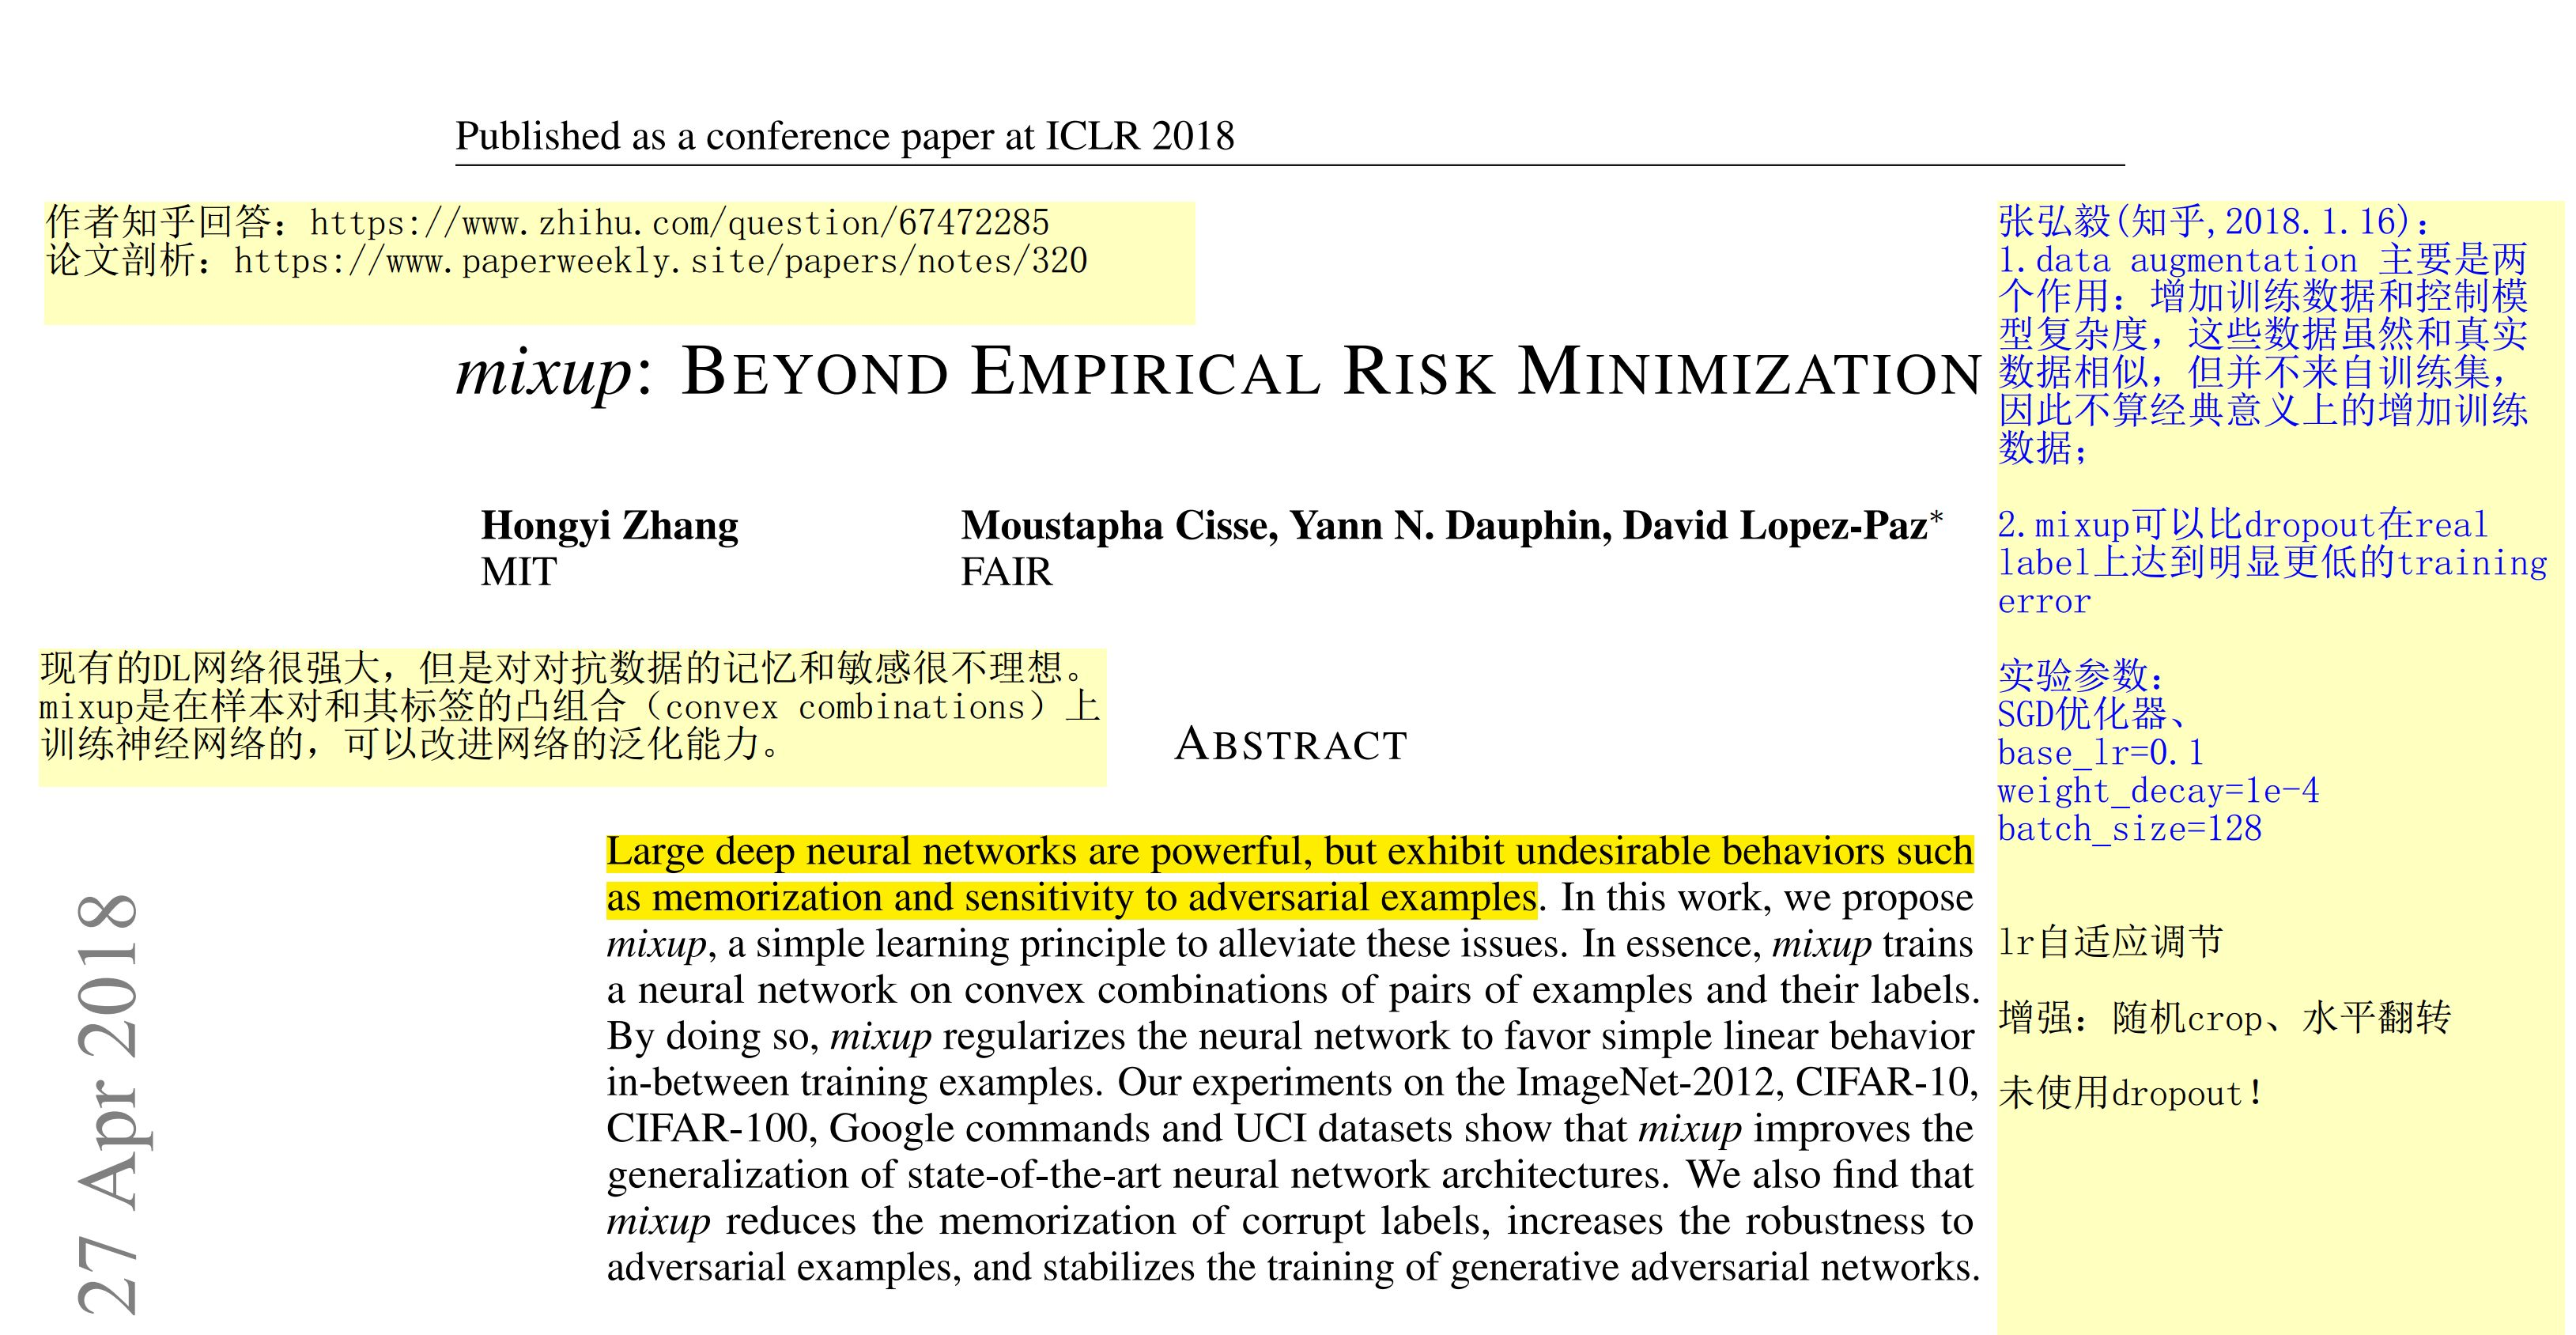 Published as a conference paper at ICLR 2018
作者知乎回答：https://www.zhihu.com/question/67472285
论文剖析：https://www.paperweekly.site/papers/notes/320
mixup: BEYOND EMPIRICAL RISK MINIMIZATION
Hongyi Zhang
MIT
Moustapha Cisse, Yann N. Dauphin, David Lopez-Paz*
FAIR
现有的DL网络很强大，但是对对抗数据的记忆和敏感很不理想。
mixup是在样本对和其标签的凸组合（convex combinations）上
训练神经网络的，可以改进网络的泛化能力。
ABSTRACT
Large deep neural networks are powerful, but exhibit undesirable behaviors such
as memorization and sensitivity to adversarial examples. In this work, we propose
mixup, a simple learning principle to alleviate these issues. In essence, mixup trains
a neural network on convex combinations of pairs of examples and their labels.
By doing so, mixup regularizes the neural network to favor simple linear behavior
in-between training examples. Our experiments on the ImageNet-2012, CIFAR-10,
CIFAR-100, Google commands and UCI datasets show that mixup improves the
generalization of state-of-the-art neural network architectures. We also find that
mixup reduces the memorization of corrupt labels, increases the robustness to
adversarial examples, and stabilizes the training of generative adversarial networks.
27 Apr 2018
张弘毅(知乎,2018.1.16)：
1.data augmentation 主要是两
个作用：增加训练数据和控制模
型复杂度，这些数据虽然和真实
数据相似，但并不来自训练集，
因此不算经典意义上的增加训练
数据；
2.mixup可以比dropout在real
label上达到明显更低的training
error
实验参数：
SGD优化器、
base_lr=0.1
weight_decay=1e-4
batch_size=128
lr自适应调节
增强：随机crop、水平翻转
未使用dropout！